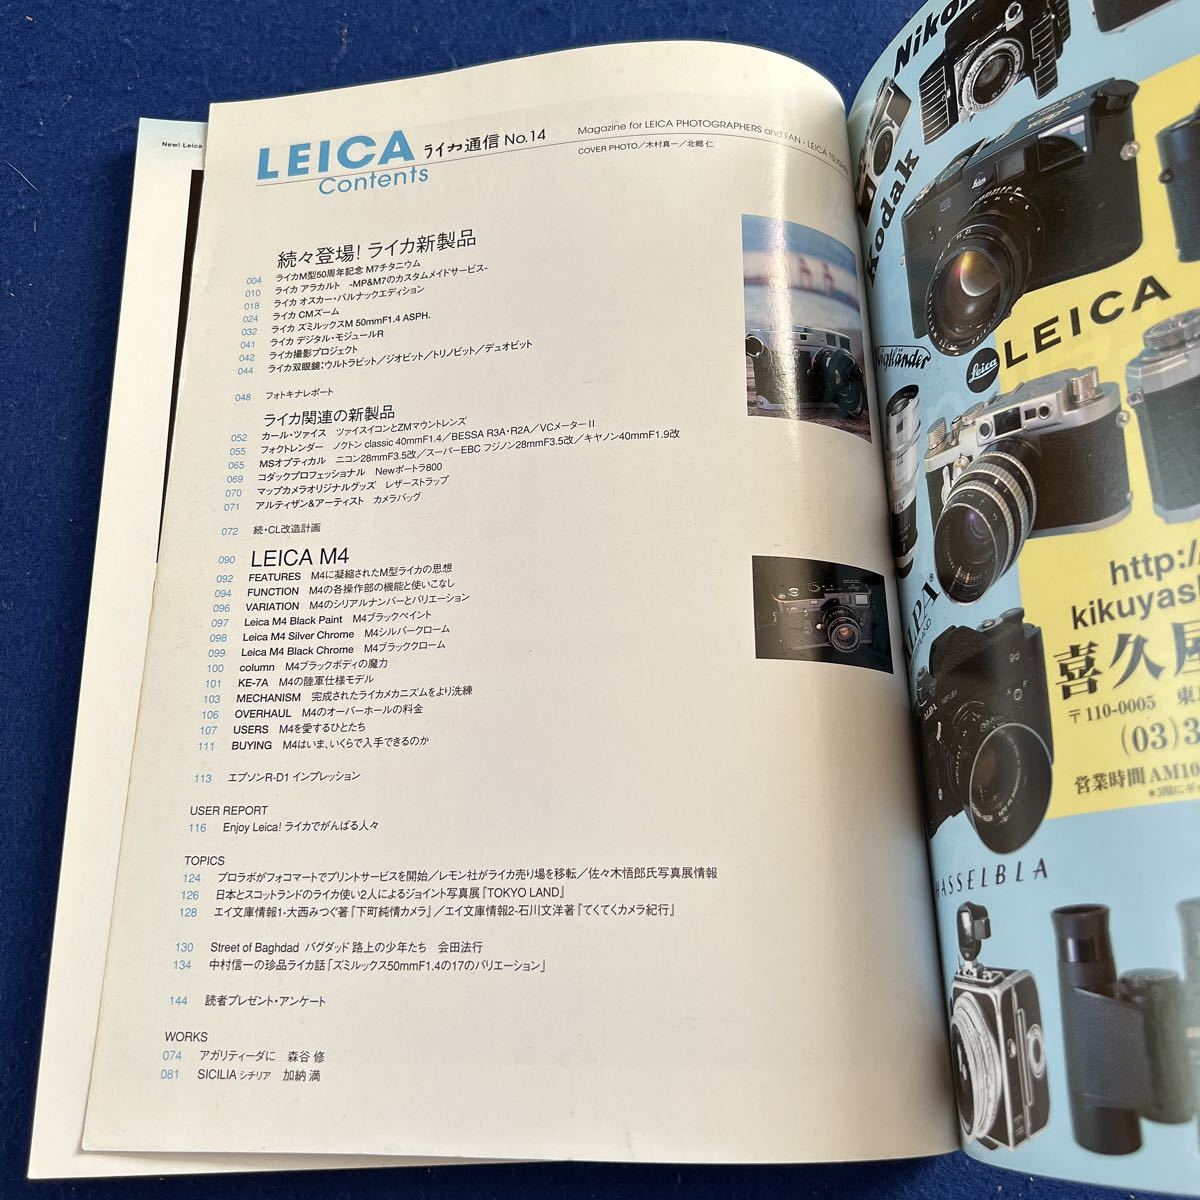 New! Leica
LEICA ライカ通信 No.14
Contents
Magazine for LEICA PHOTOGRAPHERS and FAN - LEICA
COVER PHOTO／木村真一／北郷 仁
続々登場! ライカ新製品
004 ライカM型50周年記念 M7チタニウム
010 ライカ アラカルト -MP&M7のカスタムメイドサービス-
018 ライカ オスカー・バルナックエディション
024 ライカ CMズーム
032 ライカ ズミルックスM 50mmF1.4 ASPH.
041 ライカ デジタル・モジュールR
042 ライカ撮影プロジェクト
044 ライカ双眼鏡:ウルトラビット／ジオビット／トリノビット／デュオビット
048 フォトキナレポート
ライカ関連の新製品
052 カール・ツァイス ツァイスイコンとZMマウントレンズ
055 フォクトレンダー ノクトン classic 40mmF1.4／BESSA R3A・R2A／VCメーターII
065 MSオプティカル ニコン28mmF3.5改／スーパーEBC フジノン28mmF3.5改／キヤノン40mmF1.9改
069 コダックプロフェッショナル Newポートラ800
070 マップカメラオリジナルグッズ レザーストラップ
071 アルティザン&アーティスト カメラバッグ
072 続・CL改造計画
090 LEICA M4
092 FEATURES M4に凝縮されたM型ライカの思想
094 FUNCTION M4の各操作部の機能と使いこなし
096 VARIATION M4のシリアルナンバーとバリエーション
097 Leica M4 Black Paint M4ブラックペイント
098 Leica M4 Silver Chrome M4シルバークローム
099 Leica M4 Black Chrome M4ブラッククローム
100 column M4ブラックボディの魔力
101 KE-7A M4の陸軍仕様モデル
103 MECHANISM 完成されたライカメカニズムをより洗練
106 OVERHAUL M4のオーバーホールの料金
107 USERS M4を愛するひとたち
111 BUYING M4はいま、いくらで入手できるのか
113 エプソンR-D1 インプレッション
USER REPORT
116 Enjoy Leica! ライカでがんばる人々
TOPICS
124 プロラボがフォコマートでプリントサービスを開始／レモン社がライカ売り場を移転／佐々木悟郎氏写真展情報
126 日本とスコットランドのライカ使い2人によるジョイント写真展『TOKYO LAND』
128 エイ文庫情報1-大西みつぐ著『下町純情カメラ』／エイ文庫情報2-石川文洋著『てくてくカメラ紀行』
130 Street of Baghdad バグダッド 路上の少年たち 会田法行
134 中村信一の珍品ライカ話「ズミルックス50mmF1.4の17のバリエーション」
144 読者プレゼント・アンケート
WORKS
074 アガリティーダに 森谷 修
081 SICILIA シチリア 加納 満
Nikon
Kodak
Leica
LEICA
Voigtländer
Leica
ALPA
http://
kikuyas
喜久屋
〒110-0005 東
(03)3
営業時間 AM10
ALPA
REFLEX
HASSELBLA